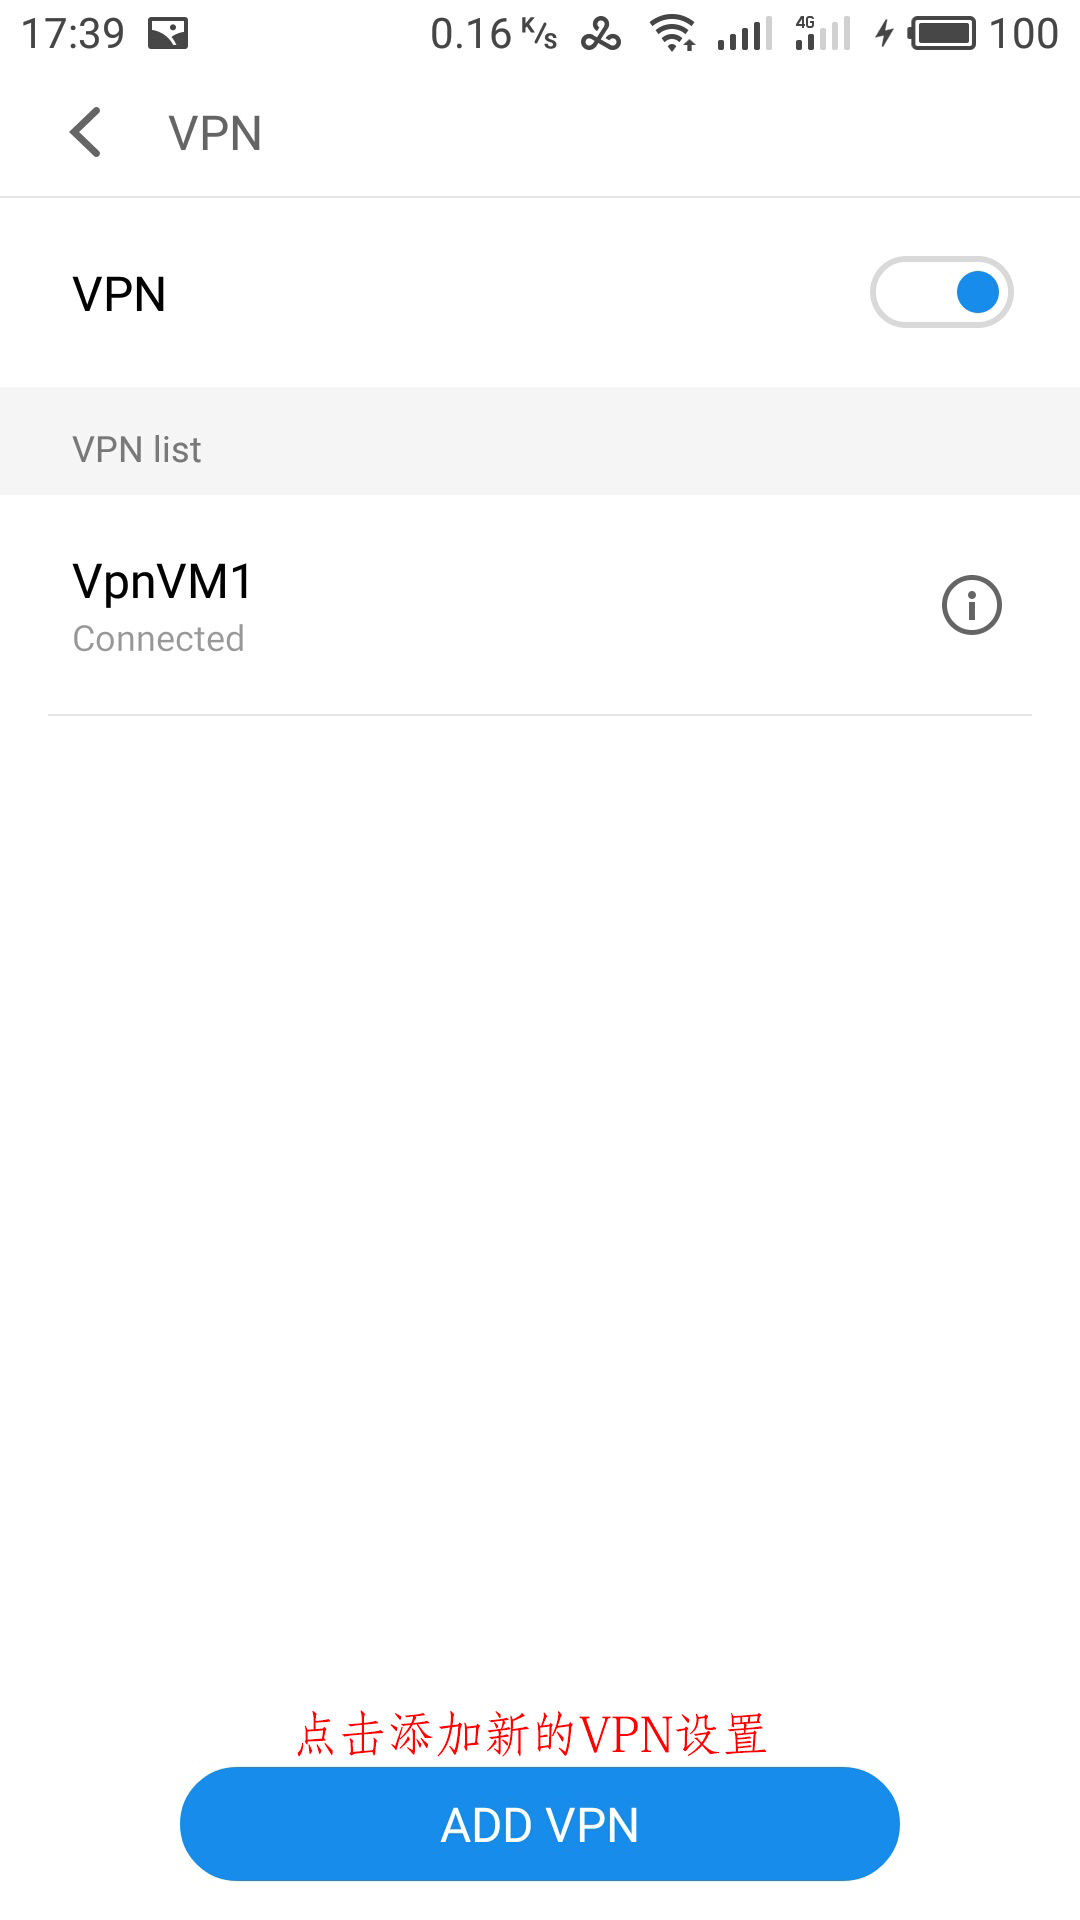 17:39 0.16 K/s 4G 100
VPN
VPN
VPN list
VpnVM1
Connected
点击添加新的VPN设置
ADD VPN